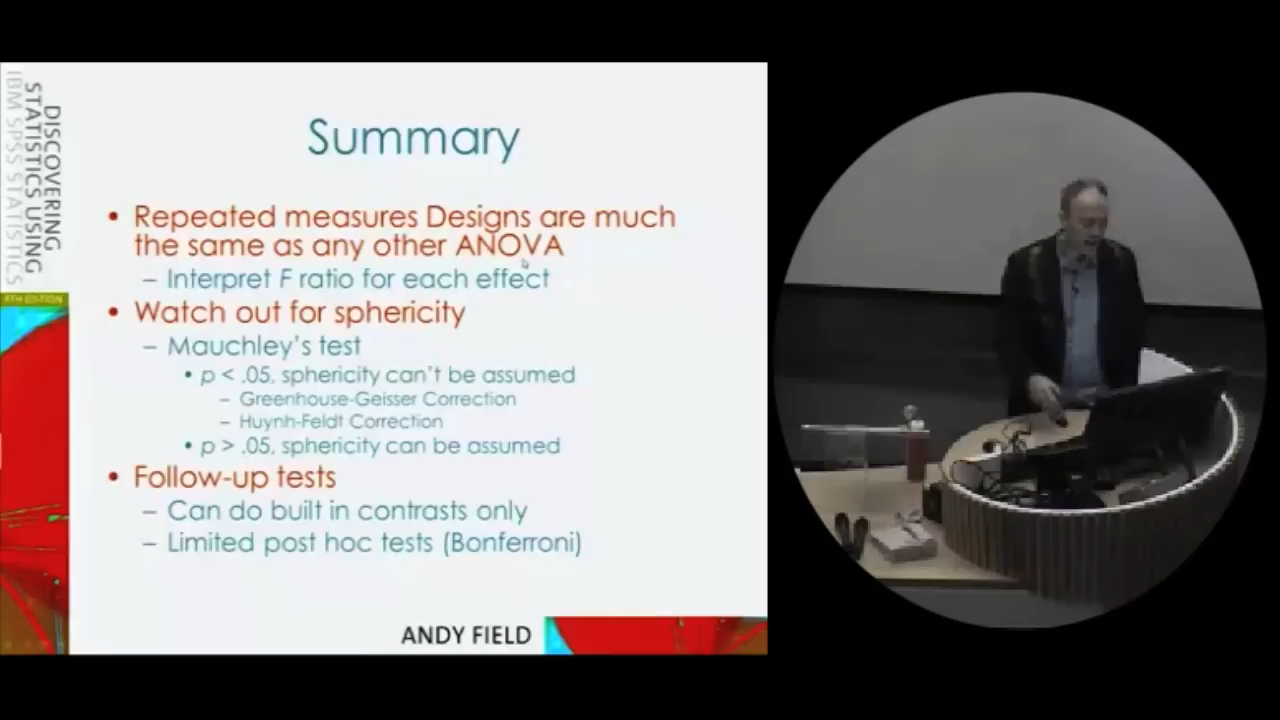 DISCOVERING
STATISTICS USING
IBM SPSS STATISTICS
4TH EDITION
Summary
• Repeated measures Designs are much
the same as any other ANOVA
– Interpret F ratio for each effect
• Watch out for sphericity
– Mauchley's test
• p < .05, sphericity can't be assumed
– Greenhouse-Geisser Correction
– Huynh-Feldt Correction
• p > .05, sphericity can be assumed
• Follow-up tests
– Can do built in contrasts only
– Limited post hoc tests (Bonferroni)
ANDY FIELD